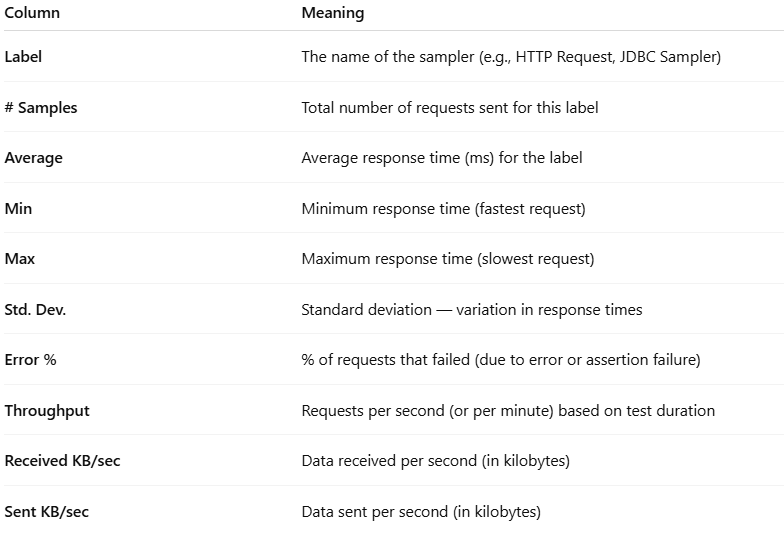 Column Meaning
Label The name of the sampler (e.g., HTTP Request, JDBC Sampler)
# Samples Total number of requests sent for this label
Average Average response time (ms) for the label
Min Minimum response time (fastest request)
Max Maximum response time (slowest request)
Std. Dev. Standard deviation — variation in response times
Error % % of requests that failed (due to error or assertion failure)
Throughput Requests per second (or per minute) based on test duration
Received KB/sec Data received per second (in kilobytes)
Sent KB/sec Data sent per second (in kilobytes)